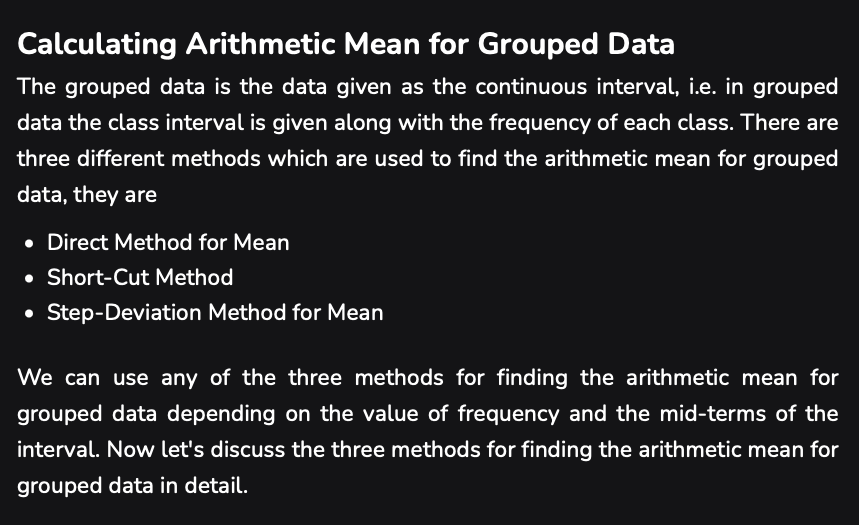 Calculating Arithmetic Mean for Grouped Data
The grouped data is the data given as the continuous interval, i.e. in grouped
data the class interval is given along with the frequency of each class. There are
three different methods which are used to find the arithmetic mean for grouped
data, they are
• Direct Method for Mean
• Short-Cut Method
• Step-Deviation Method for Mean
We can use any of the three methods for finding the arithmetic mean for
grouped data depending on the value of frequency and the mid-terms of the
interval. Now let's discuss the three methods for finding the arithmetic mean for
grouped data in detail.